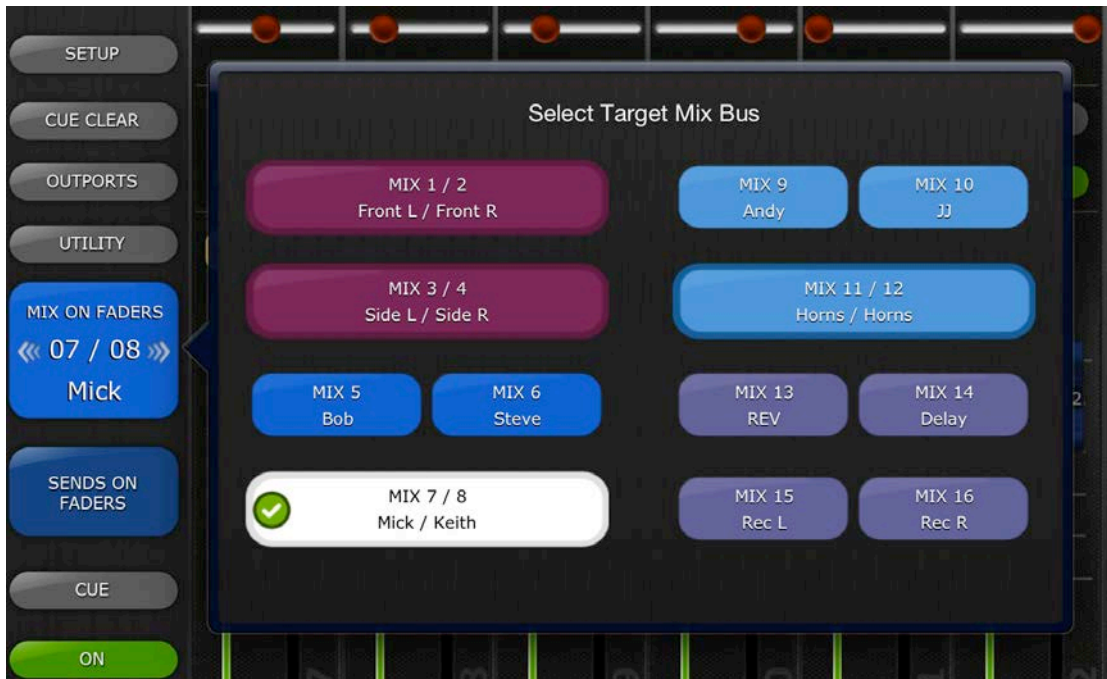 SETUP
CUE CLEAR
OUTPORTS
UTILITY
MIX ON FADERS
07 / 08
Mick
SENDS ON
FADERS
CUE
ON
Select Target Mix Bus
MIX 1 / 2
Front L / Front R
MIX 3 / 4
Side L / Side R
MIX 5
Bob
MIX 6
Steve
MIX 7 / 8
Mick / Keith
MIX 9
Andy
MIX 10
JJ
MIX 11 / 12
Horns / Horns
MIX 13
REV
MIX 14
Delay
MIX 15
Rec L
MIX 16
Rec R